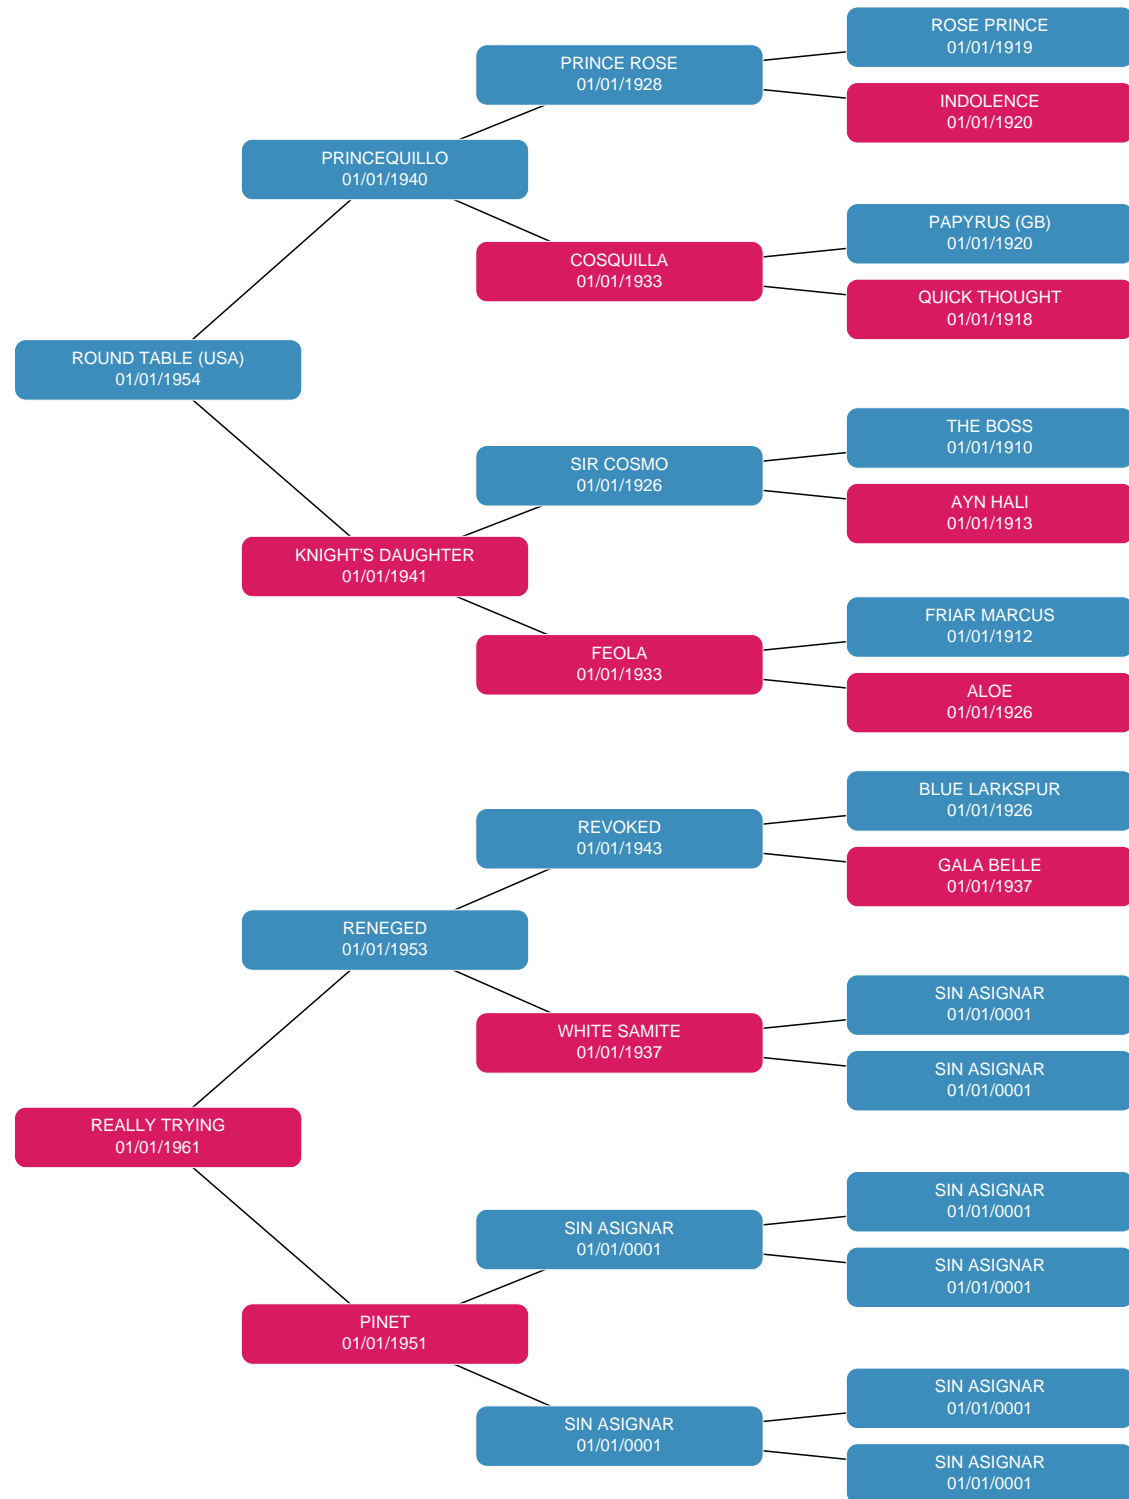 ROSE PRINCE
01/01/1919
PRINCE ROSE
01/01/1928
INDOLENCE
01/01/1920
PRINCEQUILLO
01/01/1940
PAPYRUS (GB)
01/01/1920
COSQUILLA
01/01/1933
QUICK THOUGHT
01/01/1918
ROUND TABLE (USA)
01/01/1954
THE BOSS
01/01/1910
SIR COSMO
01/01/1926
AYN HALI
01/01/1913
KNIGHT'S DAUGHTER
01/01/1941
FRIAR MARCUS
01/01/1912
FEOLA
01/01/1933
ALOE
01/01/1926
BLUE LARKSPUR
01/01/1926
REVOKED
01/01/1943
GALA BELLE
01/01/1937
RENEGED
01/01/1953
SIN ASIGNAR
01/01/0001
WHITE SAMITE
01/01/1937
SIN ASIGNAR
01/01/0001
REALLY TRYING
01/01/1961
SIN ASIGNAR
01/01/0001
SIN ASIGNAR
01/01/0001
SIN ASIGNAR
01/01/0001
PINET
01/01/1951
SIN ASIGNAR
01/01/0001
SIN ASIGNAR
01/01/0001
SIN ASIGNAR
01/01/0001